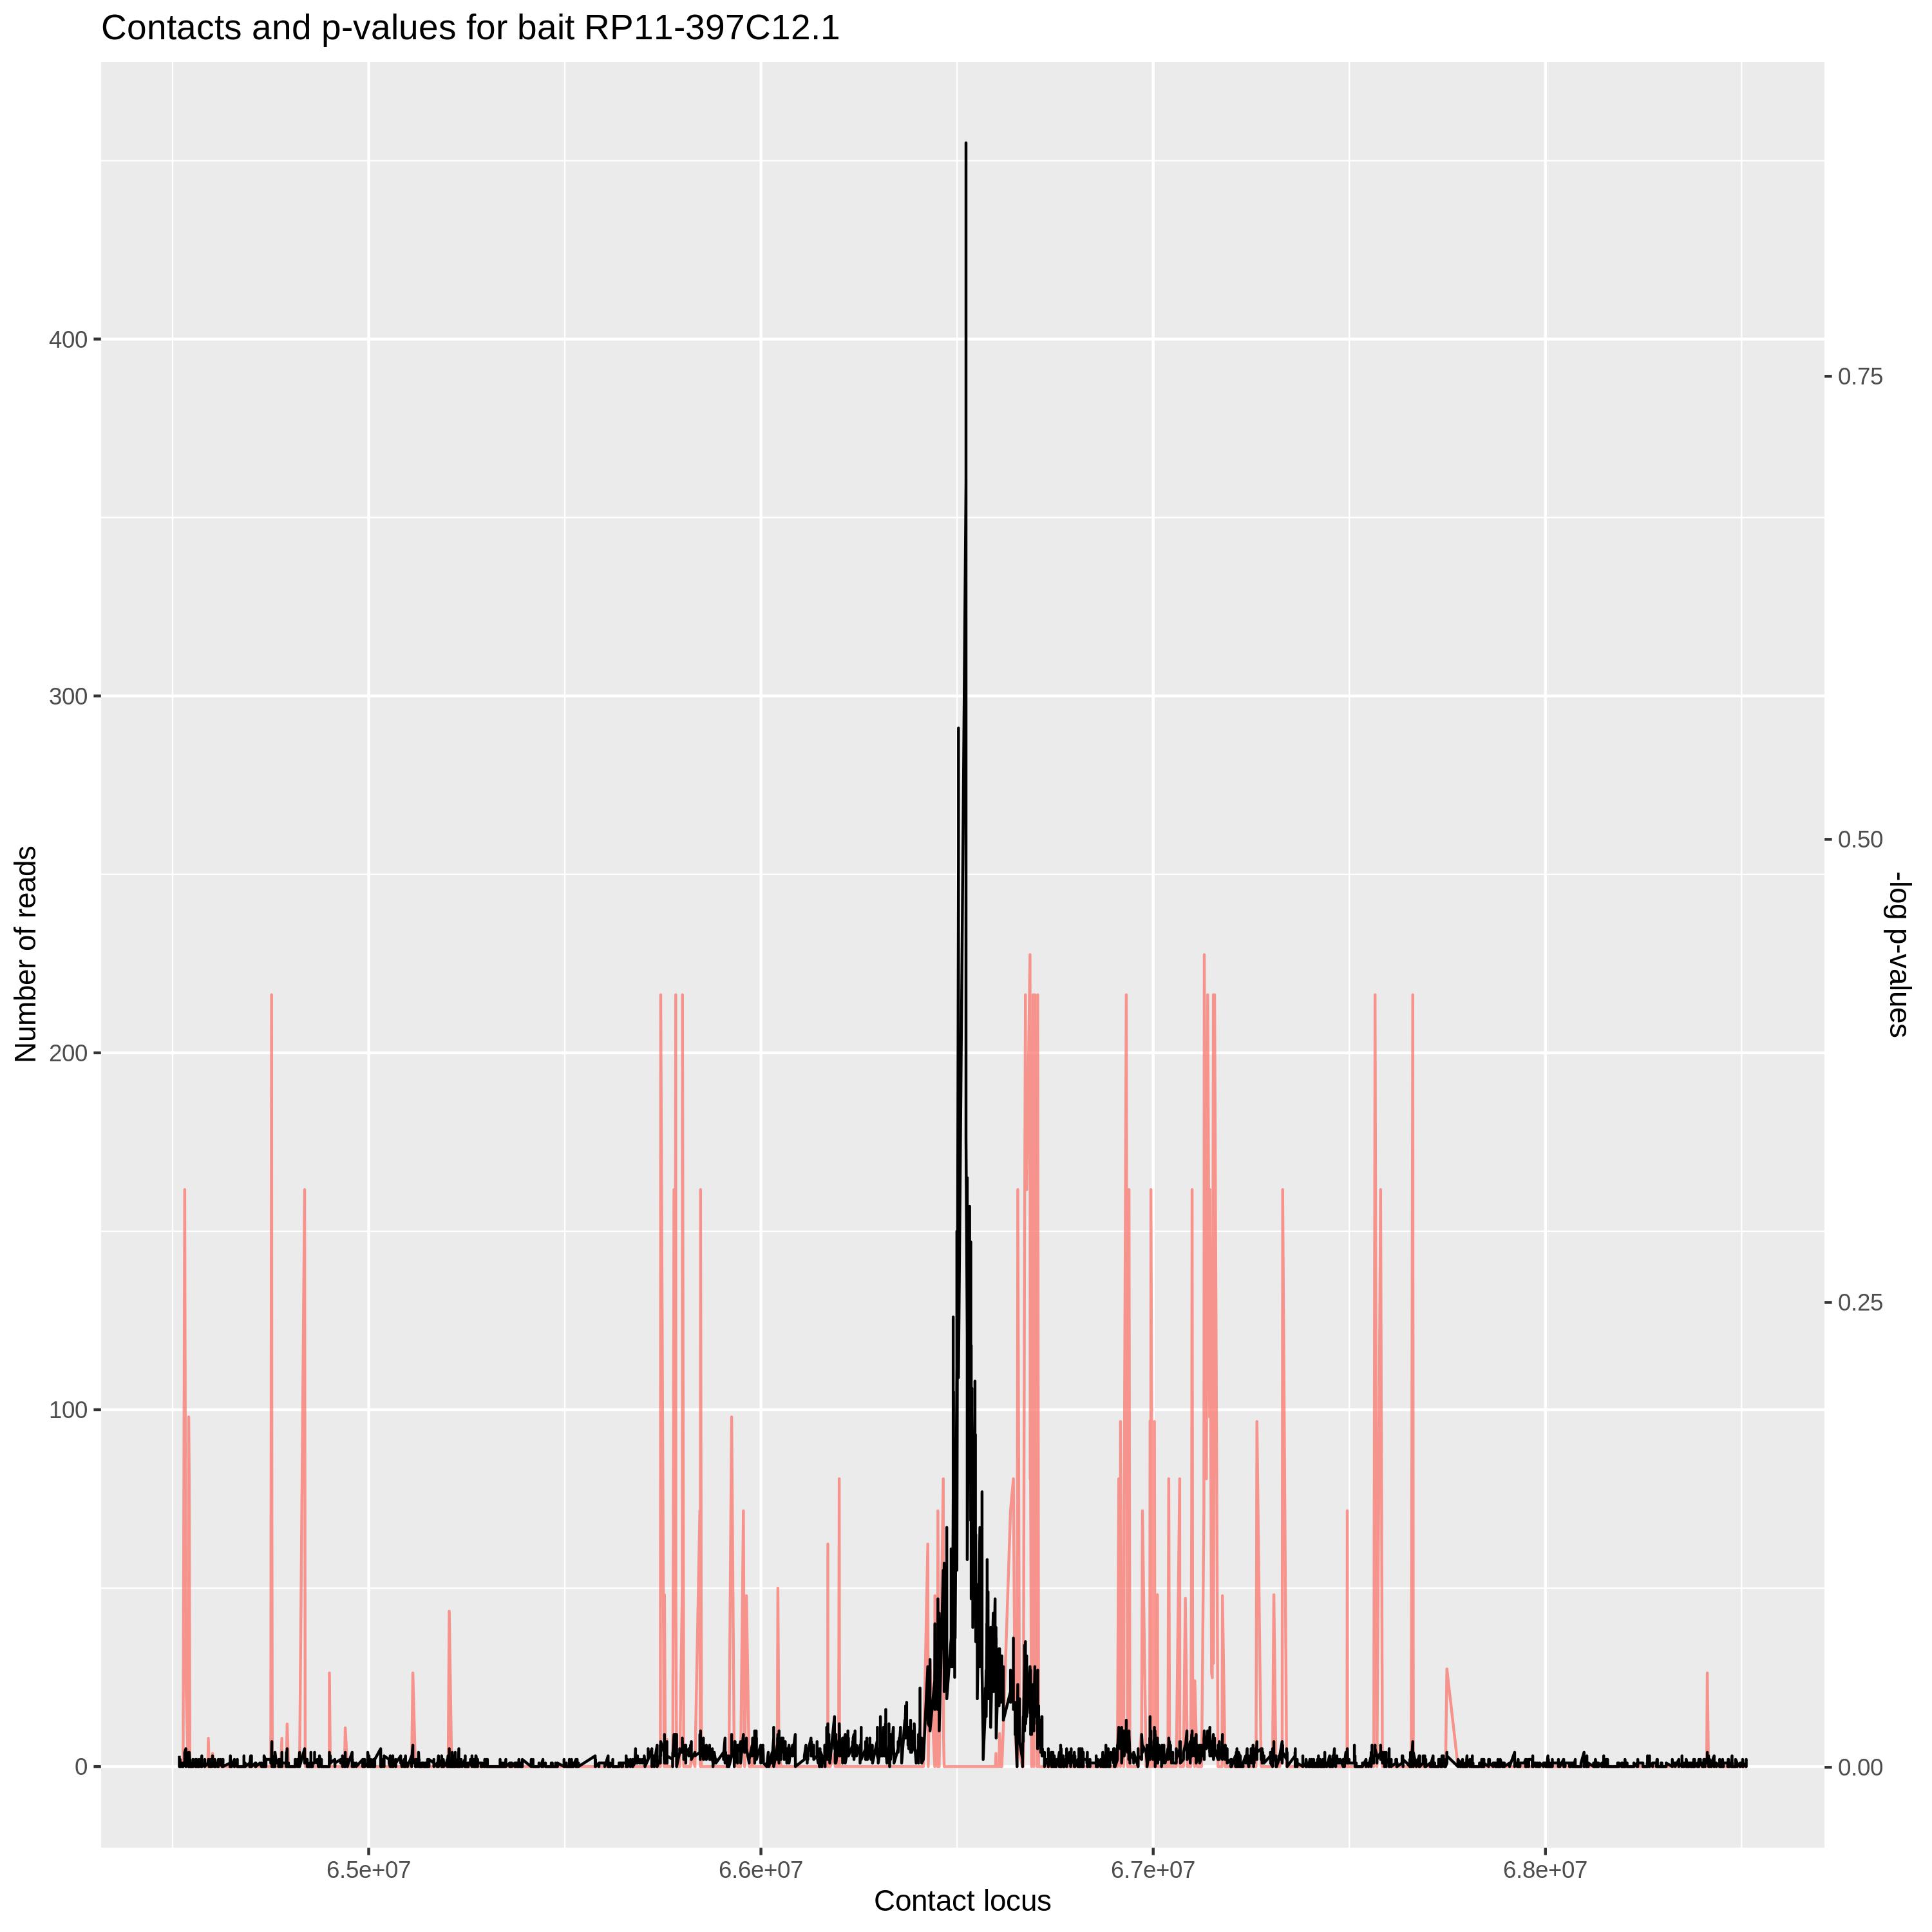 Contacts and p-values for bait RP11-397C12.1
400
300
200
100
0
Number of reads
0.75
0.50
0.25
0.00
-log p-values
6.5e+07
6.6e+07
6.7e+07
6.8e+07
Contact locus